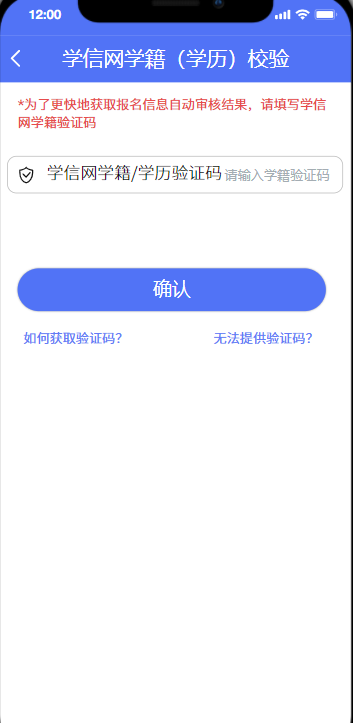 12:00
学信网学籍（学历）校验
*为了更快地获取报名信息自动审核结果，请填写学信
网学籍验证码
学信网学籍/学历验证码 请输入学籍验证码
确认
如何获取验证码？ 无法提供验证码？